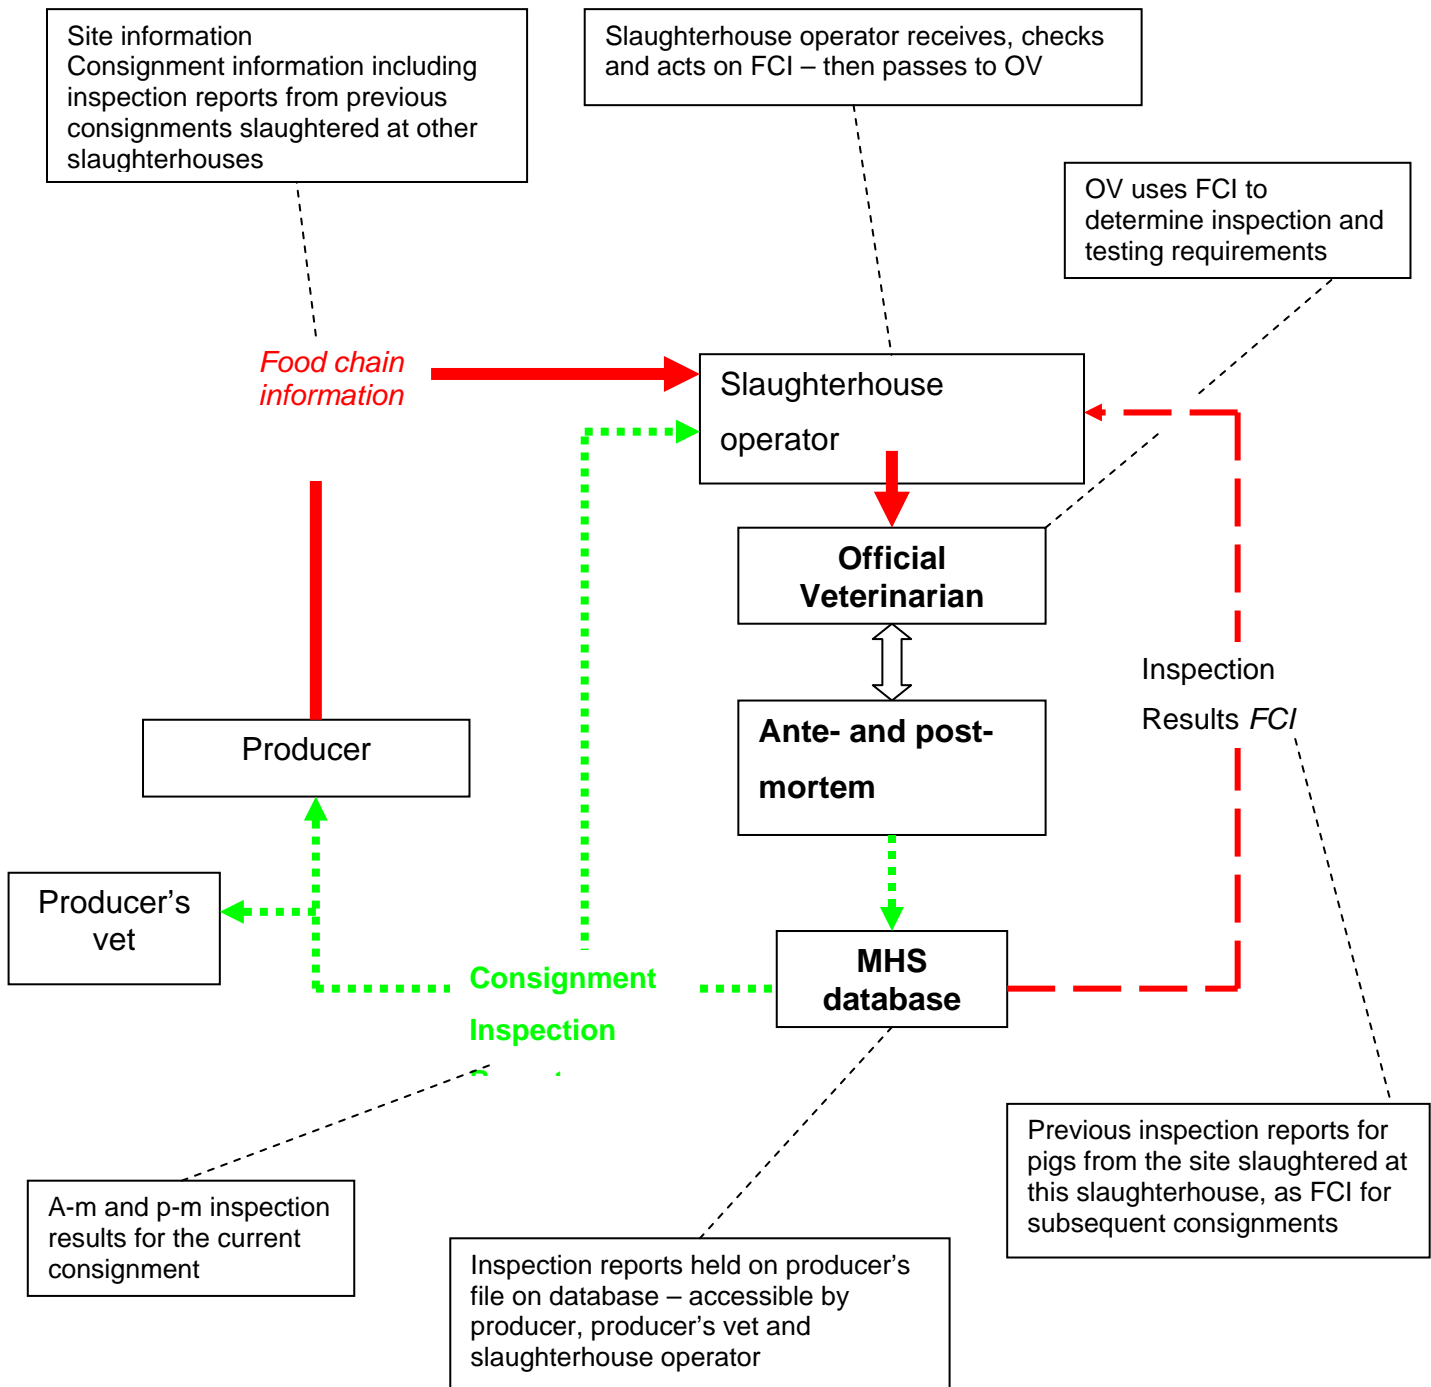 Site information
Consignment information including
inspection reports from previous
consignments slaughtered at other
slaughterhouses
Slaughterhouse operator receives, checks
and acts on FCI – then passes to OV
OV uses FCI to
determine inspection and
testing requirements
Food chain
information
Slaughterhouse
operator
Official
Veterinarian
Inspection
Results FCI
Ante- and post-
mortem
Producer
Producer's
vet
Consignment
Inspection
MHS
database
Previous inspection reports for
pigs from the site slaughtered at
this slaughterhouse, as FCI for
subsequent consignments
A-m and p-m inspection
results for the current
consignment
Inspection reports held on producer's
file on database – accessible by
producer, producer's vet and
slaughterhouse operator